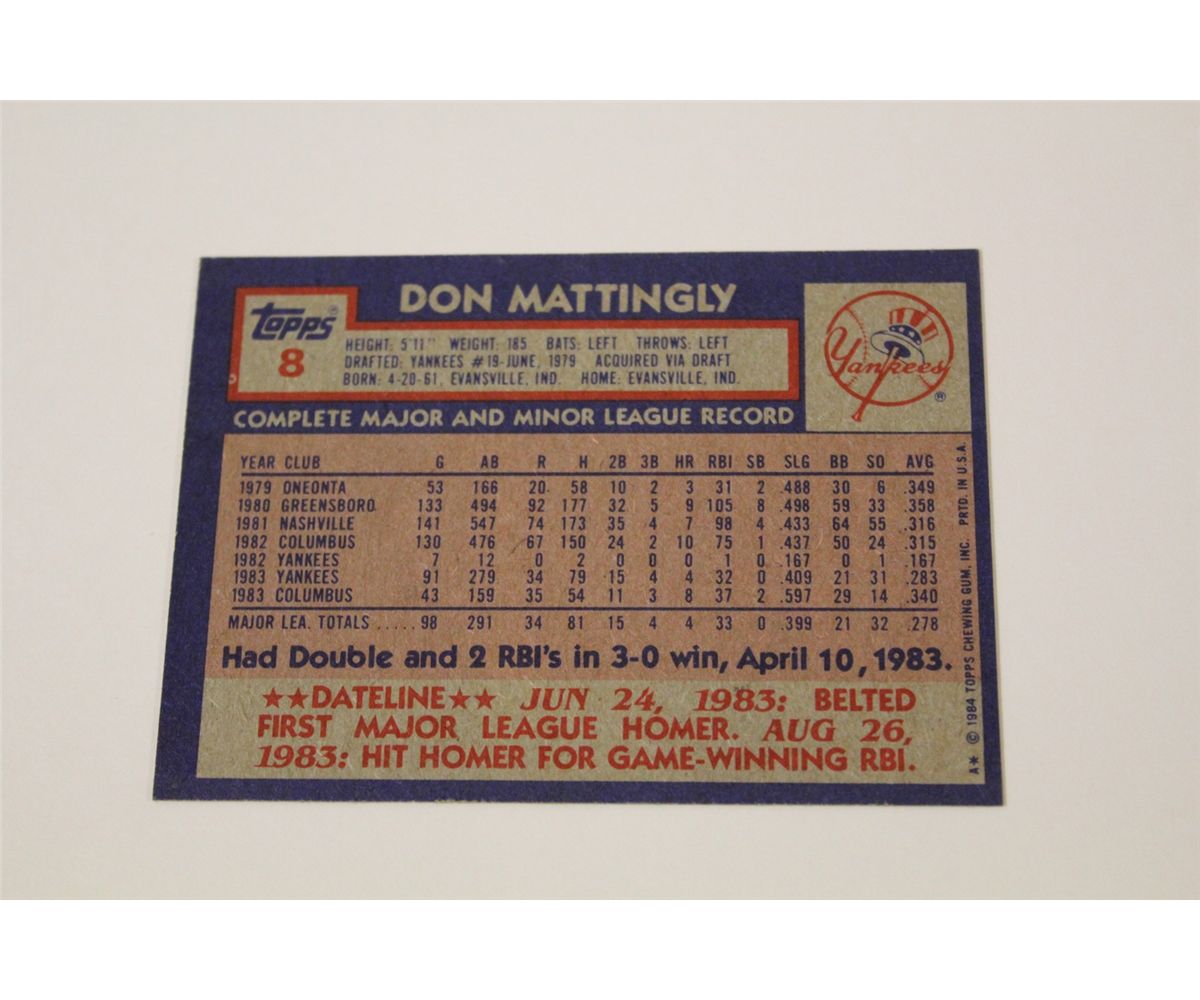 DON MATTINGLY
Topps®
8
HEIGHT: 5'11" WEIGHT: 185 BATS: LEFT THROWS: LEFT
DRAFTED: YANKEES #19-JUNE, 1979 ACQUIRED VIA DRAFT
BORN: 4-20-61, EVANSVILLE, IND. HOME: EVANSVILLE, IND.
Yankees
®
COMPLETE MAJOR AND MINOR LEAGUE RECORD
YEAR CLUB G AB R H 2B 3B HR RBI SB SLG BB SO AVG
1979 ONEONTA 53 166 20 58 10 2 3 31 2 .488 30 6 .349
1980 GREENSBORO 133 494 92 177 32 5 9 105 8 .498 59 33 .358
1981 NASHVILLE 141 547 74 173 35 4 7 98 4 .433 64 55 .316
1982 COLUMBUS 130 476 67 150 24 2 10 75 1 .437 50 24 .315
1982 YANKEES 7 12 0 2 0 0 0 1 0 .167 0 1 .167
1983 YANKEES 91 279 34 79 15 4 4 32 0 .409 21 31 .283
1983 COLUMBUS 43 159 35 54 11 3 8 37 2 .597 29 14 .340
MAJOR LEA. TOTALS ..... 98 291 34 81 15 4 4 33 0 .399 21 32 .278
Had Double and 2 RBI's in 3-0 win, April 10, 1983.
★★DATELINE★★ JUN 24, 1983: BELTED
FIRST MAJOR LEAGUE HOMER. AUG 26,
1983: HIT HOMER FOR GAME-WINNING RBI.
A* © 1984 TOPPS CHEWING GUM, INC. PRTD. IN U.S.A.